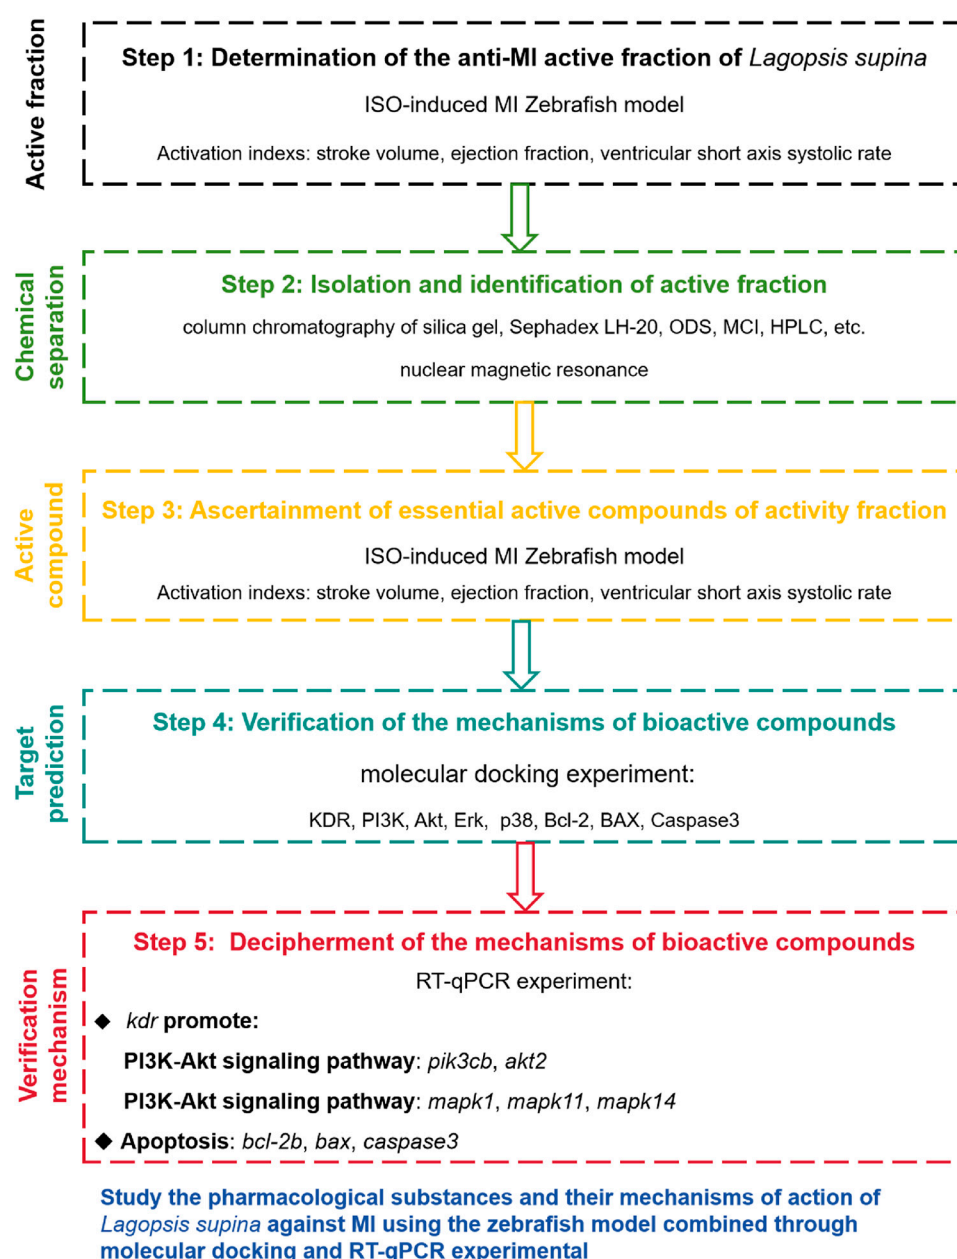 Active fraction
Step 1: Determination of the anti-MI active fraction of Lagopsis supina
ISO-induced MI Zebrafish model
Activation indexs: stroke volume, ejection fraction, ventricular short axis systolic rate
Chemical
separation
Step 2: Isolation and identification of active fraction
column chromatography of silica gel, Sephadex LH-20, ODS, MCI, HPLC, etc.
nuclear magnetic resonance
Active
compound
Step 3: Ascertainment of essential active compounds of activity fraction
ISO-induced MI Zebrafish model
Activation indexs: stroke volume, ejection fraction, ventricular short axis systolic rate
Target
prediction
Step 4: Verification of the mechanisms of bioactive compounds
molecular docking experiment:
KDR, PI3K, Akt, Erk, p38, Bcl-2, BAX, Caspase3
Verification
mechanism
Step 5: Decipherment of the mechanisms of bioactive compounds
RT-qPCR experiment:
◆ kdr promote:
PI3K-Akt signaling pathway: pik3cb, akt2
PI3K-Akt signaling pathway: mapk1, mapk11, mapk14
◆ Apoptosis: bcl-2b, bax, caspase3
Study the pharmacological substances and their mechanisms of action of
Lagopsis supina against MI using the zebrafish model combined through
molecular docking and RT-qPCR experimental